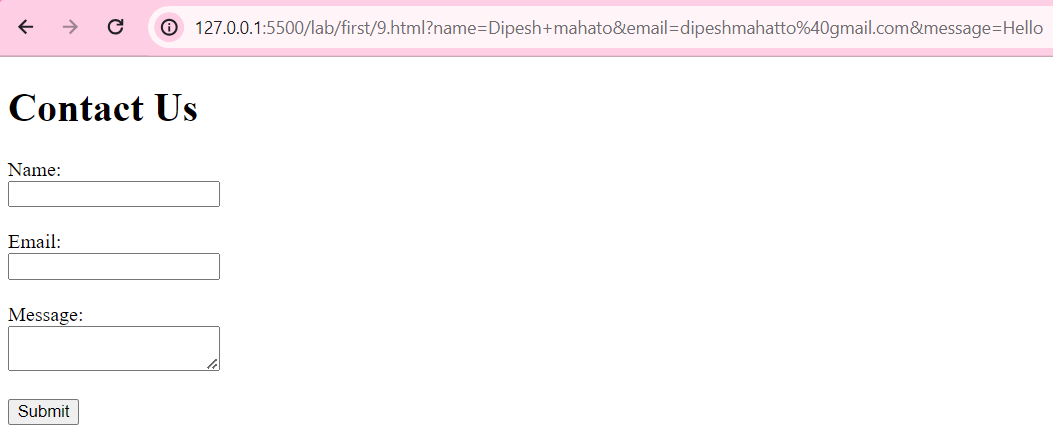 127.0.0.1:5500/lab/first/9.html?name=Dipesh+mahato&email=dipeshmahatto%40gmail.com&message=Hello
Contact Us
Name:
Email:
Message:
Submit